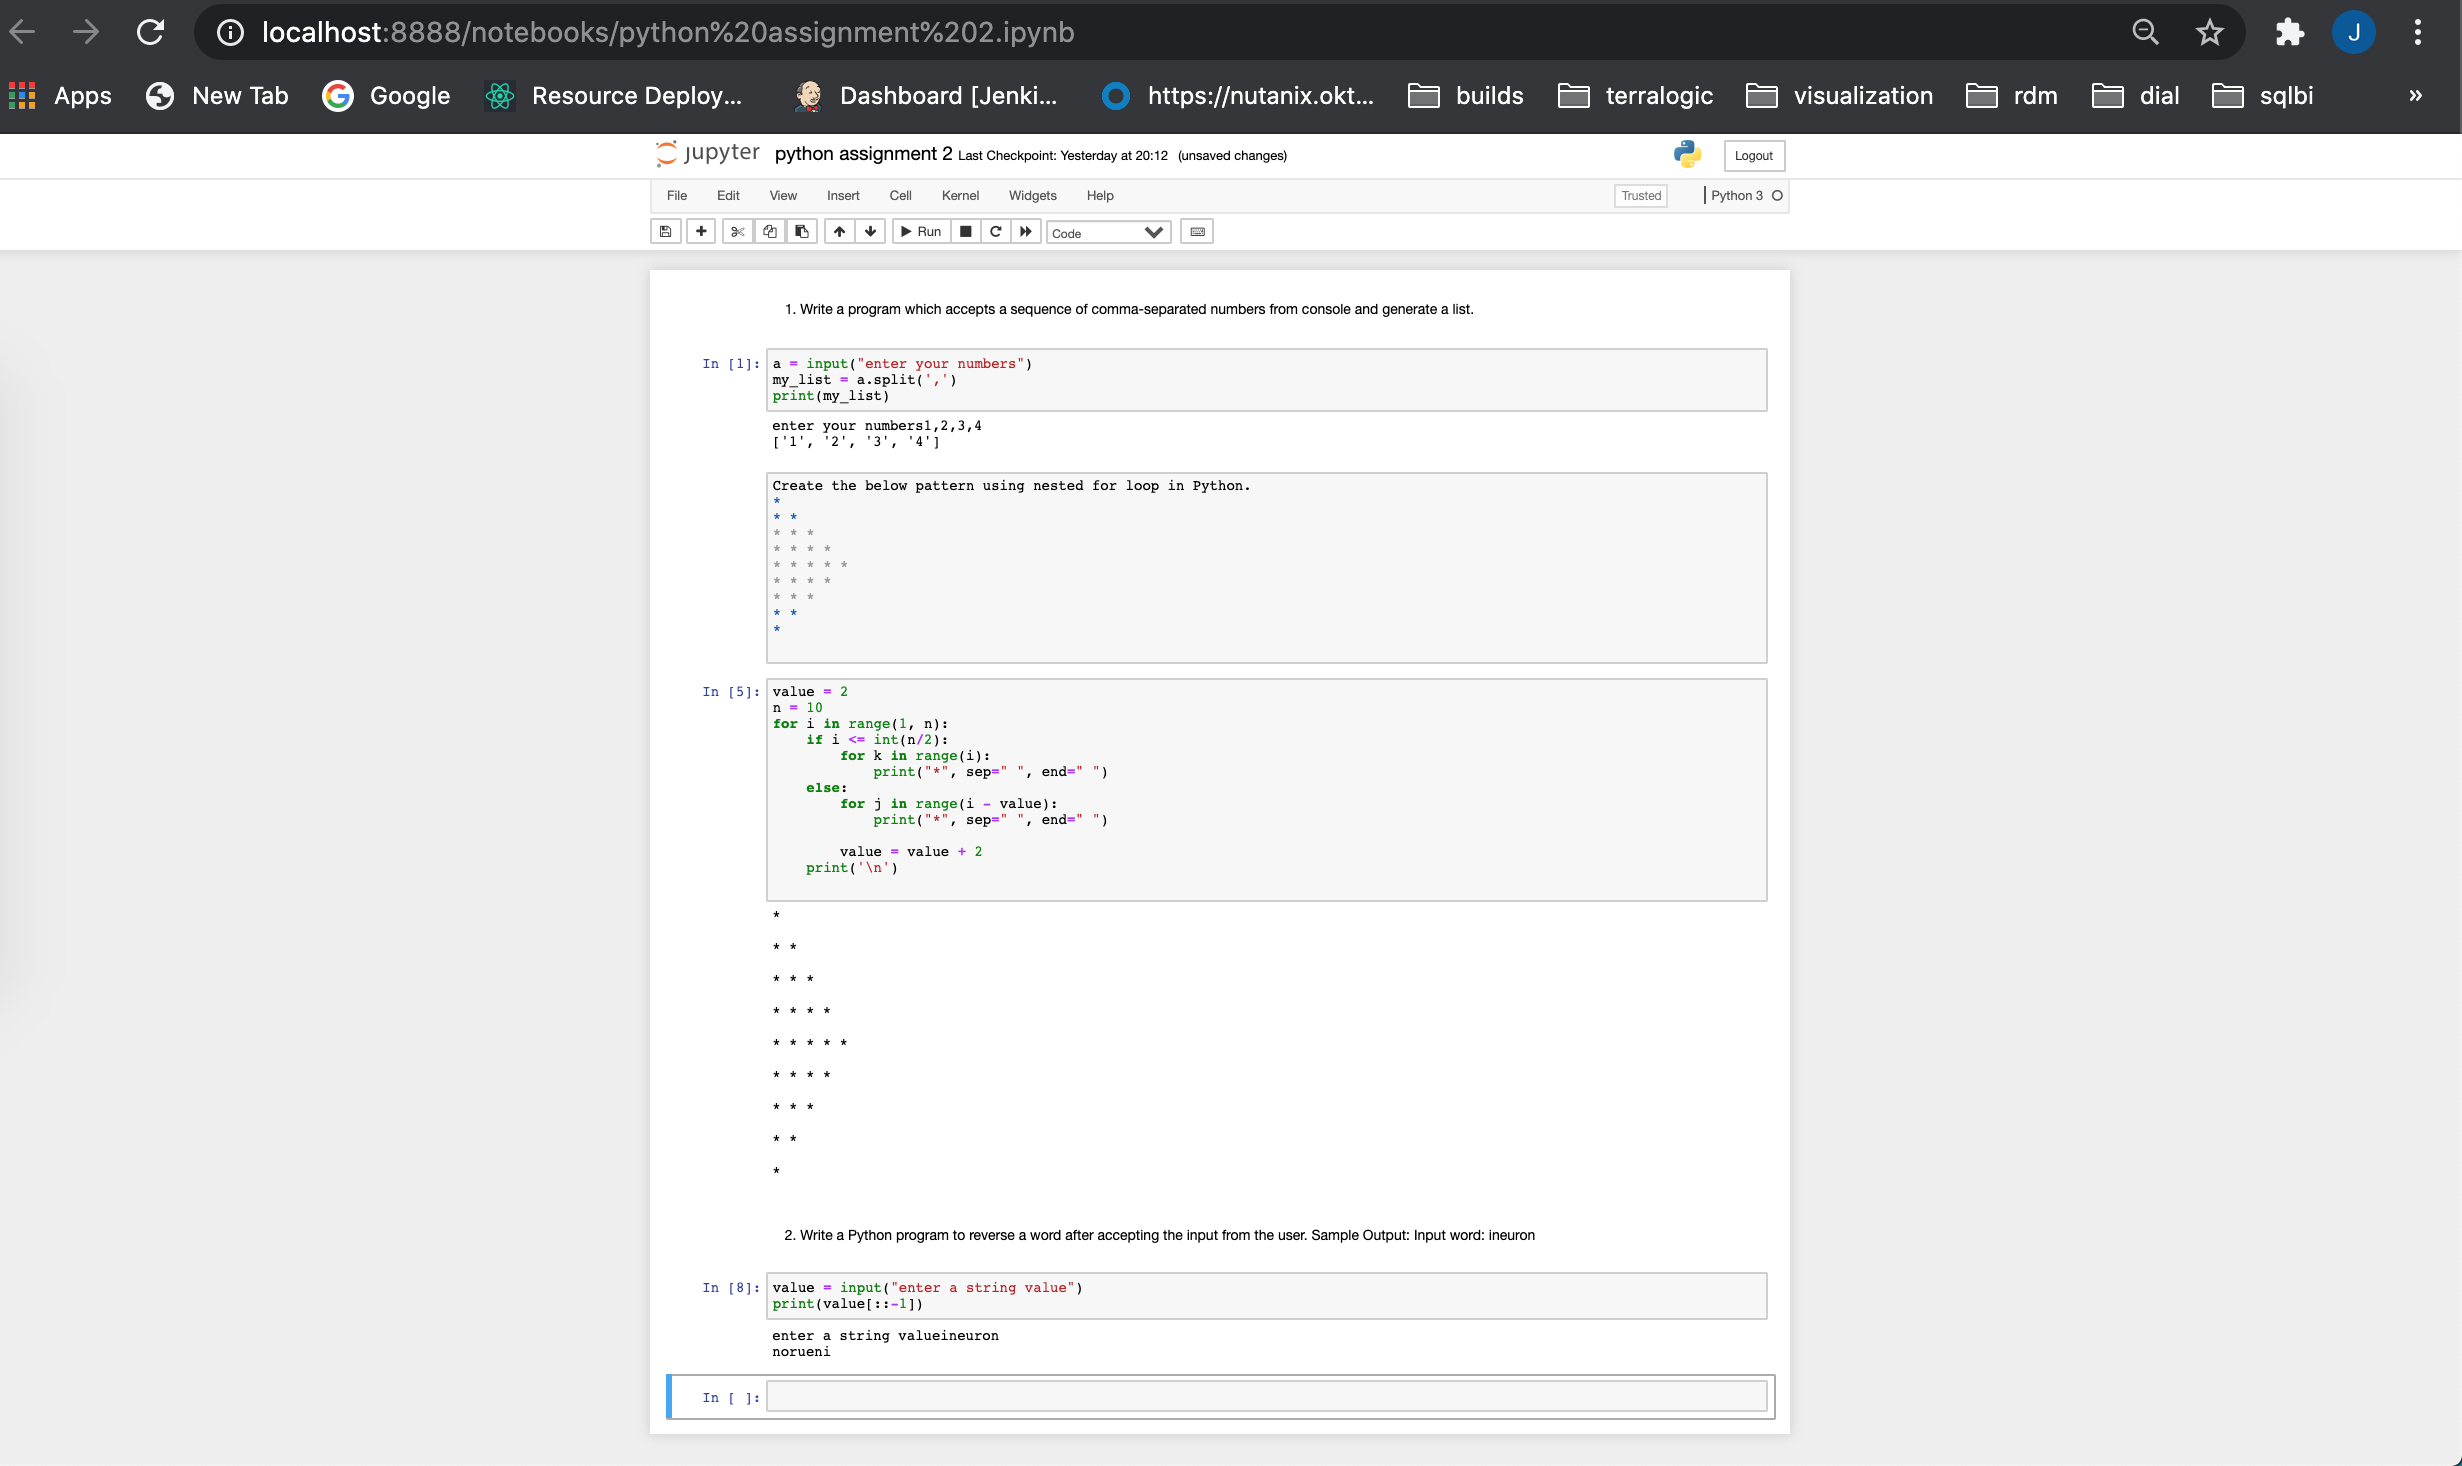 localhost:8888/notebooks/python%20assignment%202.ipynb
J
Apps New Tab Google Resource Deploy... Dashboard [Jenki... https://nutanix.okt... builds terralogic visualization rdm dial sqlbi »
jupyter python assignment 2 Last Checkpoint: Yesterday at 20:12 (unsaved changes) Logout
File Edit View Insert Cell Kernel Widgets Help Trusted Python 3
Run Code
1. Write a program which accepts a sequence of comma-separated numbers from console and generate a list.
In [1]: a = input("enter your numbers")
my_list = a.split(',')
print(my_list)
enter your numbers1,2,3,4
['1', '2', '3', '4']
Create the below pattern using nested for loop in Python.
*
* *
* * *
* * * *
* * * * *
* * * *
* * *
* *
*
In [5]: value = 2
n = 10
for i in range(1, n):
    if i <= int(n/2):
        for k in range(i):
            print("*", sep=" ", end=" ")
    else:
        for j in range(i - value):
            print("*", sep=" ", end=" ")
        value = value + 2
    print('\n')
*
* *
* * *
* * * *
* * * * *
* * * *
* * *
* *
*
2. Write a Python program to reverse a word after accepting the input from the user. Sample Output: Input word: ineuron
In [8]: value = input("enter a string value")
print(value[::-1])
enter a string valueineuron
norueni
In [ ]: